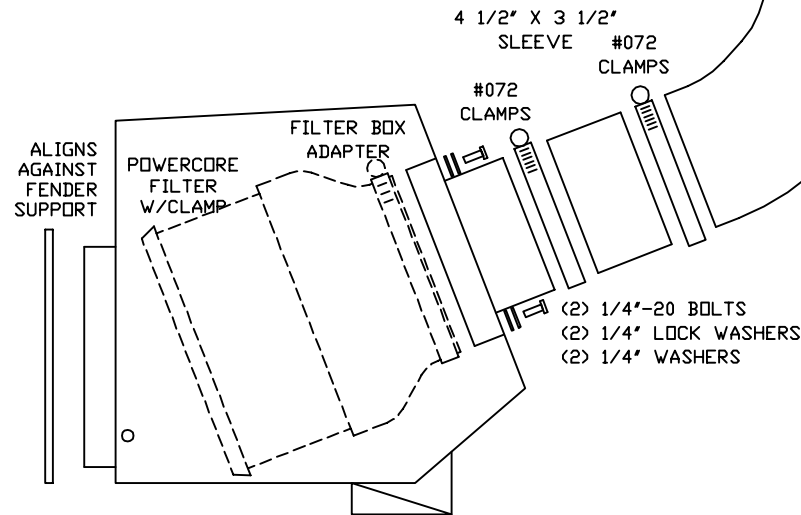 4 1/2" X 3 1/2"
SLEEVE
#072
CLAMPS
#072
CLAMPS
FILTER BOX
ADAPTER
ALIGNS
AGAINST
FENDER
SUPPORT
POWERCORE
FILTER
W/CLAMP
(2) 1/4"-20 BOLTS
(2) 1/4" LOCK WASHERS
(2) 1/4" WASHERS